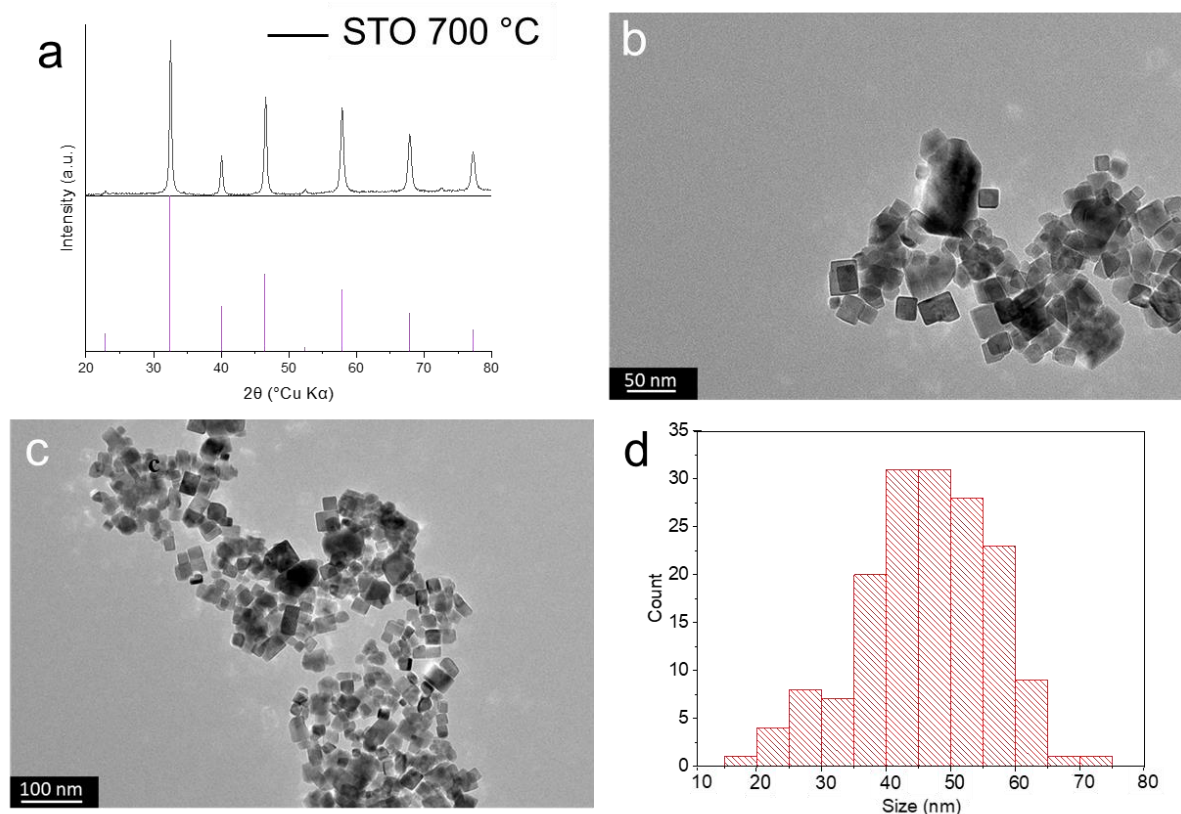 a
STO 700 °C
Intensity (a.u.)
20 30 40 50 60 70 80
2θ (°Cu Kα)
b
50 nm
c
c
100 nm
d
35
30
25
20
15
10
5
0
Count
10 20 30 40 50 60 70 80
Size (nm)